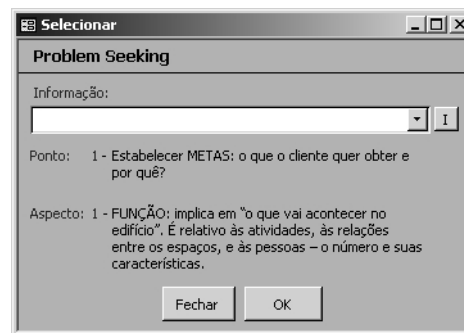 Selecionar
Problem Seeking
Informação:
I
Ponto: 1 - Estabelecer METAS: o que o cliente quer obter e
por quê?
Aspecto: 1 - FUNÇÃO: implica em “o que vai acontecer no
edifício”. É relativo às atividades, às relações
entre os espaços, e às pessoas – o número e suas
características.
Fechar OK